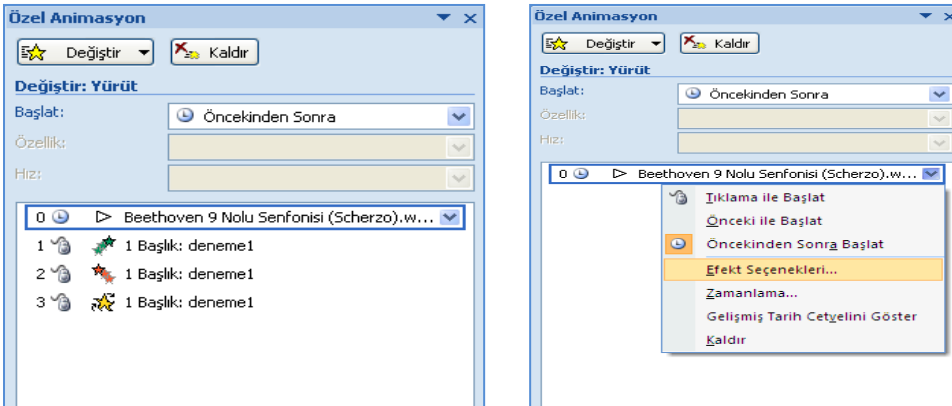 Özel Animasyon
Değiştir
Kaldır
Değiştir: Yürüt
Başlat:
Öncekinden Sonra
Özellik:
Hız:
0 Beethoven 9 Nolu Senfonisi (Scherzo).w...
1 1 Başlık: deneme1
2 1 Başlık: deneme1
3 1 Başlık: deneme1
Özel Animasyon
Değiştir
Kaldır
Değiştir: Yürüt
Başlat:
Öncekinden Sonra
Özellik:
Hız:
0 Beethoven 9 Nolu Senfonisi (Scherzo).w...
Tıklama ile Başlat
Önceki ile Başlat
Öncekinden Sonra Başlat
Efekt Seçenekleri...
Zamanlama...
Gelişmiş Tarih Cetvelini Göster
Kaldır